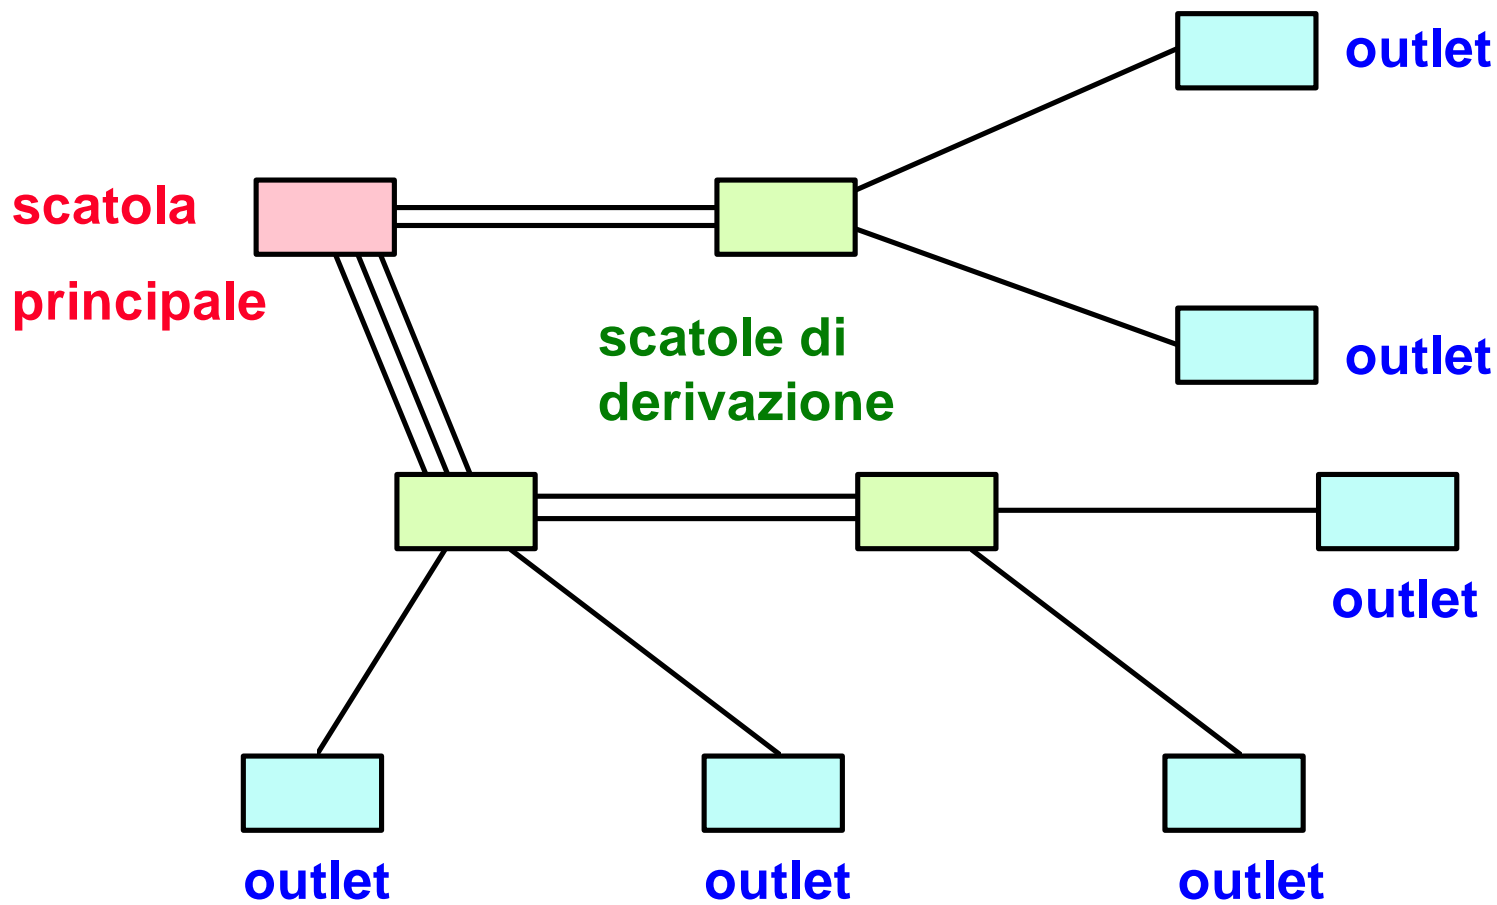 outlet
scatola
principale
scatole di
derivazione
outlet
outlet
outlet
outlet
outlet